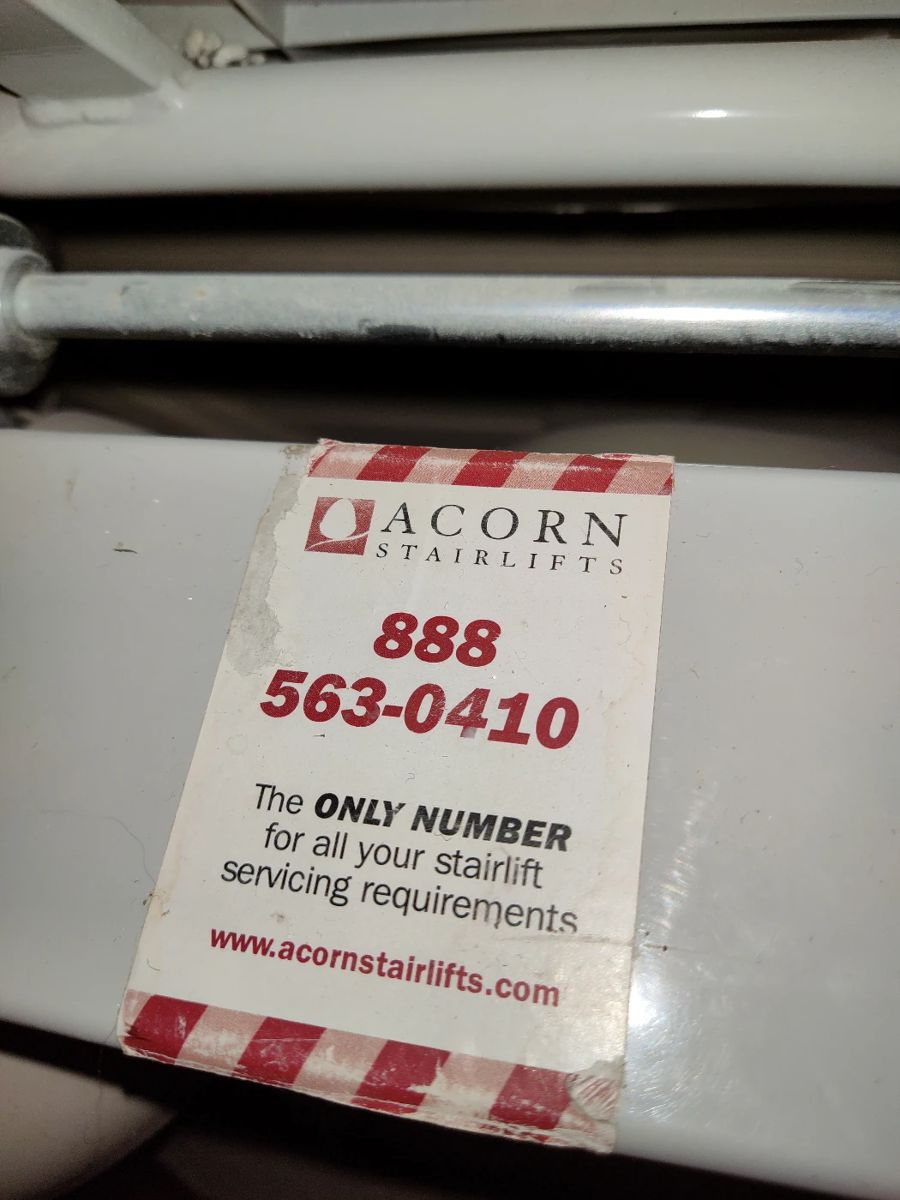 ACORN
STAIRLIFTS
888
563-0410
The ONLY NUMBER
for all your stairlift
servicing requirements
www.acornstairlifts.com